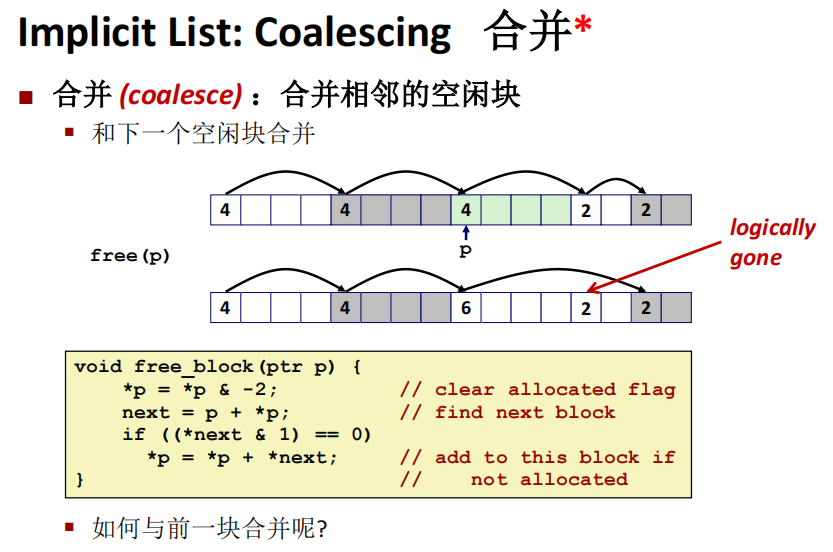 Implicit List: Coalescing 合并*
■ 合并 (coalesce) ：合并相邻的空闲块
▪ 和下一个空闲块合并
4 4 4 2 2
p
logically
gone
free(p)
4 4 6 2 2
void free_block(ptr p) {
    *p = *p & -2;          // clear allocated flag
    next = p + *p;         // find next block
    if ((*next & 1) == 0)
      *p = *p + *next;     // add to this block if
}                          //    not allocated
▪ 如何与前一块合并呢?